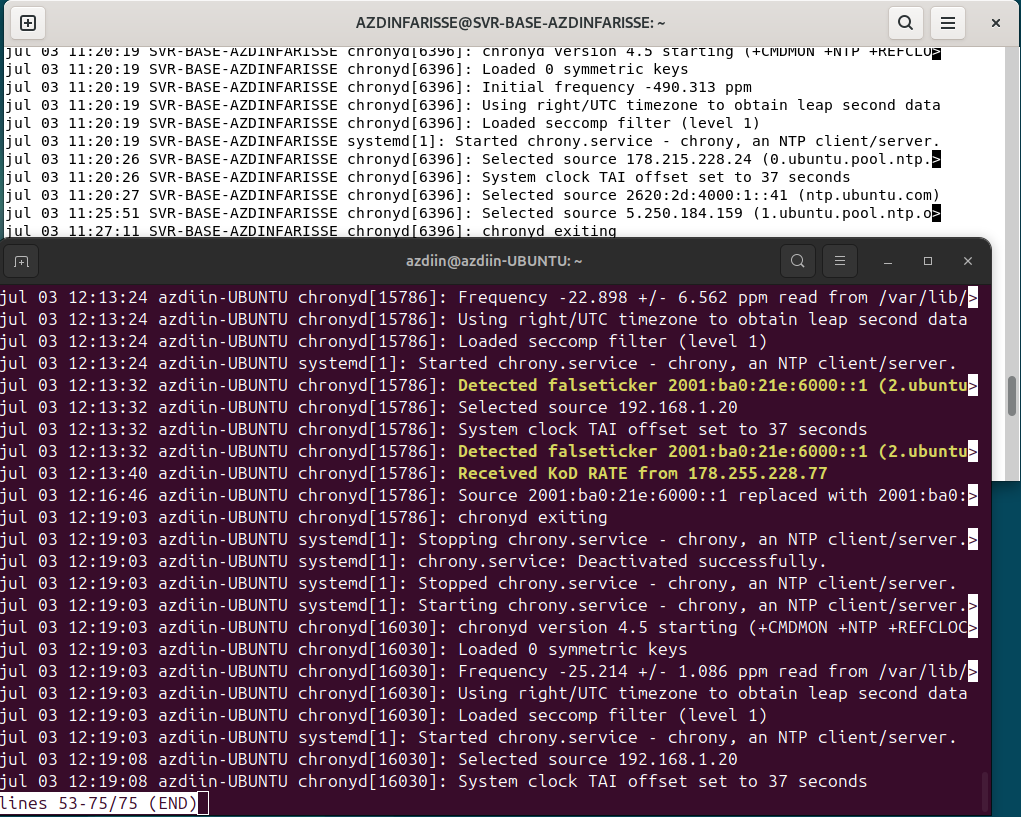 AZDINFARISSE@SVR-BASE-AZDINFARISSE: ~
jul 03 11:20:19 SVR-BASE-AZDINFARISSE chronyd[6396]: chronyd version 4.5 starting (+CMDMON +NTP +REFCLO>
jul 03 11:20:19 SVR-BASE-AZDINFARISSE chronyd[6396]: Loaded 0 symmetric keys
jul 03 11:20:19 SVR-BASE-AZDINFARISSE chronyd[6396]: Initial frequency -490.313 ppm
jul 03 11:20:19 SVR-BASE-AZDINFARISSE chronyd[6396]: Using right/UTC timezone to obtain leap second data
jul 03 11:20:19 SVR-BASE-AZDINFARISSE chronyd[6396]: Loaded seccomp filter (level 1)
jul 03 11:20:19 SVR-BASE-AZDINFARISSE systemd[1]: Started chrony.service - chrony, an NTP client/server.
jul 03 11:20:26 SVR-BASE-AZDINFARISSE chronyd[6396]: Selected source 178.215.228.24 (0.ubuntu.pool.ntp.>
jul 03 11:20:26 SVR-BASE-AZDINFARISSE chronyd[6396]: System clock TAI offset set to 37 seconds
jul 03 11:20:27 SVR-BASE-AZDINFARISSE chronyd[6396]: Selected source 2620:2d:4000:1::41 (ntp.ubuntu.com)
jul 03 11:25:51 SVR-BASE-AZDINFARISSE chronyd[6396]: Selected source 5.250.184.159 (1.ubuntu.pool.ntp.o>
jul 03 11:27:11 SVR-BASE-AZDINFARISSE chronyd[6396]: chronyd exiting
azdiin@azdiin-UBUNTU: ~
jul 03 12:13:24 azdiin-UBUNTU chronyd[15786]: Frequency -22.898 +/- 6.562 ppm read from /var/lib/>
jul 03 12:13:24 azdiin-UBUNTU chronyd[15786]: Using right/UTC timezone to obtain leap second data
jul 03 12:13:24 azdiin-UBUNTU chronyd[15786]: Loaded seccomp filter (level 1)
jul 03 12:13:24 azdiin-UBUNTU systemd[1]: Started chrony.service - chrony, an NTP client/server.
jul 03 12:13:32 azdiin-UBUNTU chronyd[15786]: Detected falseticker 2001:ba0:21e:6000::1 (2.ubuntu>
jul 03 12:13:32 azdiin-UBUNTU chronyd[15786]: Selected source 192.168.1.20
jul 03 12:13:32 azdiin-UBUNTU chronyd[15786]: System clock TAI offset set to 37 seconds
jul 03 12:13:32 azdiin-UBUNTU chronyd[15786]: Detected falseticker 2001:ba0:21e:6000::1 (2.ubuntu>
jul 03 12:13:40 azdiin-UBUNTU chronyd[15786]: Received KoD RATE from 178.255.228.77
jul 03 12:16:46 azdiin-UBUNTU chronyd[15786]: Source 2001:ba0:21e:6000::1 replaced with 2001:ba0:>
jul 03 12:19:03 azdiin-UBUNTU chronyd[15786]: chronyd exiting
jul 03 12:19:03 azdiin-UBUNTU systemd[1]: Stopping chrony.service - chrony, an NTP client/server.>
jul 03 12:19:03 azdiin-UBUNTU systemd[1]: chrony.service: Deactivated successfully.
jul 03 12:19:03 azdiin-UBUNTU systemd[1]: Stopped chrony.service - chrony, an NTP client/server.
jul 03 12:19:03 azdiin-UBUNTU systemd[1]: Starting chrony.service - chrony, an NTP client/server.>
jul 03 12:19:03 azdiin-UBUNTU chronyd[16030]: chronyd version 4.5 starting (+CMDMON +NTP +REFCLOC>
jul 03 12:19:03 azdiin-UBUNTU chronyd[16030]: Loaded 0 symmetric keys
jul 03 12:19:03 azdiin-UBUNTU chronyd[16030]: Frequency -25.214 +/- 1.086 ppm read from /var/lib/>
jul 03 12:19:03 azdiin-UBUNTU chronyd[16030]: Using right/UTC timezone to obtain leap second data
jul 03 12:19:03 azdiin-UBUNTU chronyd[16030]: Loaded seccomp filter (level 1)
jul 03 12:19:03 azdiin-UBUNTU systemd[1]: Started chrony.service - chrony, an NTP client/server.
jul 03 12:19:08 azdiin-UBUNTU chronyd[16030]: Selected source 192.168.1.20
jul 03 12:19:08 azdiin-UBUNTU chronyd[16030]: System clock TAI offset set to 37 seconds
lines 53-75/75 (END)